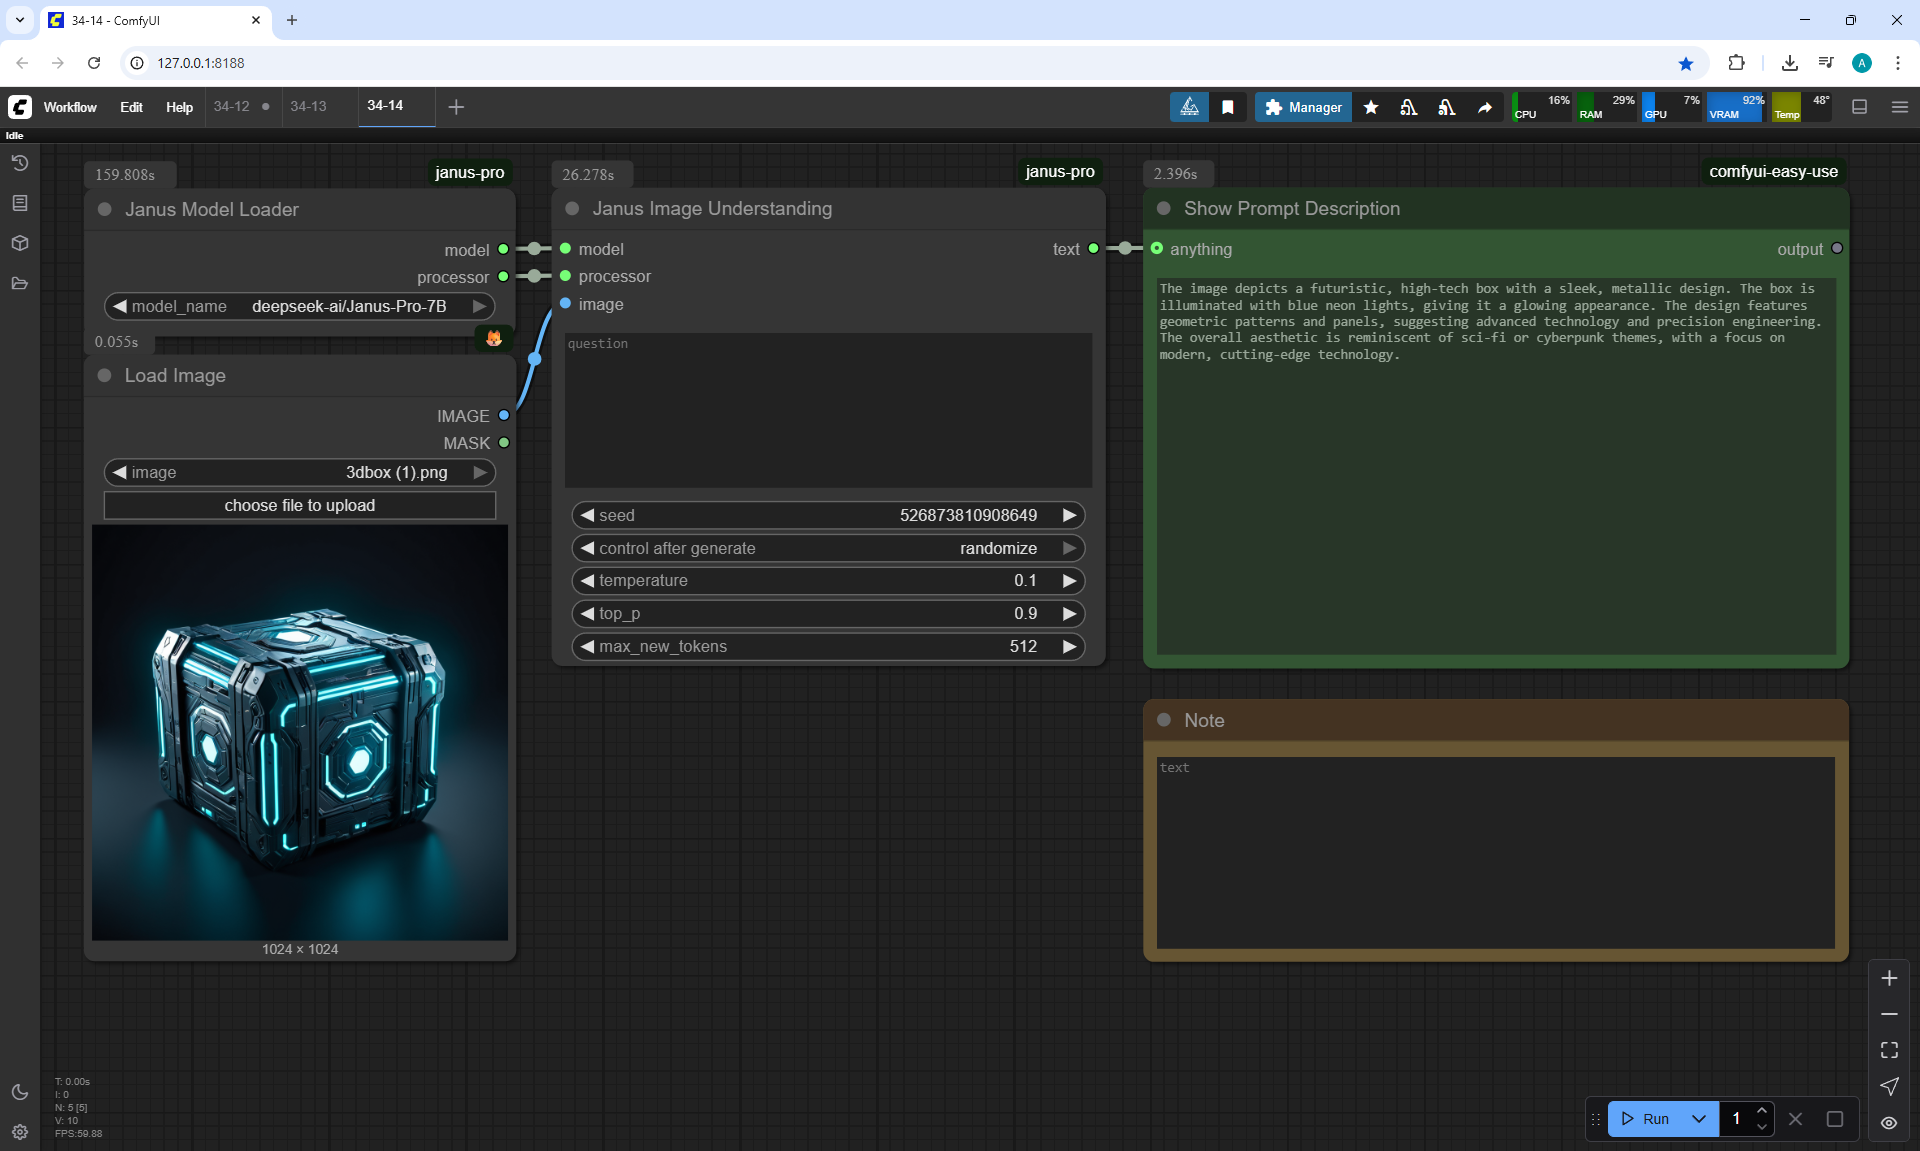 34-14 - ComfyUI
127.0.0.1:8188
A
Workflow Edit Help 34-12 34-13 34-14
Manager
CPU 16% RAM 29% GPU 7% VRAM 92% Temp 48°
Idle
159.808s janus-pro
Janus Model Loader
model
processor
model_name deepseek-ai/Janus-Pro-7B
0.055s
Load Image
IMAGE
MASK
image 3dbox (1).png
choose file to upload
1024 × 1024
26.278s janus-pro
Janus Image Understanding
model text
processor
image
question
seed 526873810908649
control after generate randomize
temperature 0.1
top_p 0.9
max_new_tokens 512
2.396s comfyui-easy-use
Show Prompt Description
anything output
The image depicts a futuristic, high-tech box with a sleek, metallic design. The box is
illuminated with blue neon lights, giving it a glowing appearance. The design features
geometric patterns and panels, suggesting advanced technology and precision engineering.
The overall aesthetic is reminiscent of sci-fi or cyberpunk themes, with a focus on
modern, cutting-edge technology.
Note
text
T: 0.00s
I: 0
N: 5 [5]
V: 10
FPS:59.88
Run 1